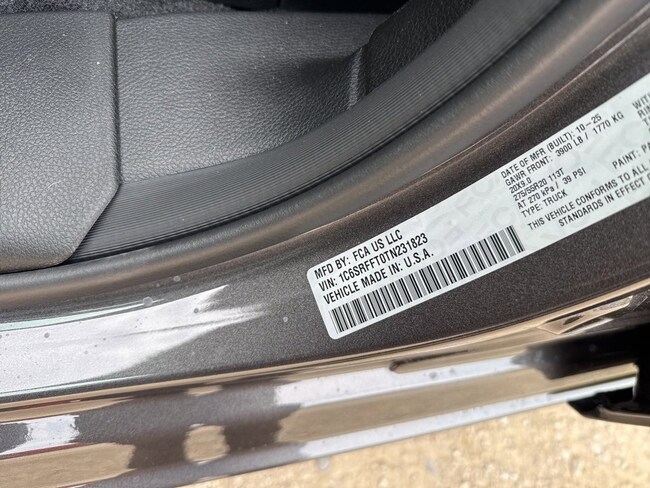 MFD BY: FCA US LLC
VIN: 1C6SRFFT0TN231823
VEHICLE MADE IN: U.S.A.
DATE OF MFR (BUILT): 10-25
GAWR FRONT: 3900 LB / 1770 KG
20X9.0
275/55R20 113T
AT 270 kPa / 39 PSI
TYPE: TRUCK
THIS VEHICLE CONFORMS TO ALL
STANDARDS IN EFFECT
WITH
PAINT: